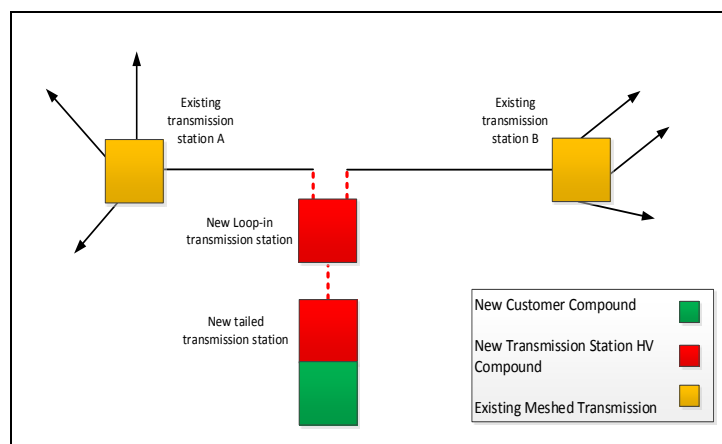 Existing
transmission
station A
Existing
transmission
station B
New Loop-in
transmission station
New tailed
transmission station
New Customer Compound
New Transmission Station HV
Compound
Existing Meshed Transmission